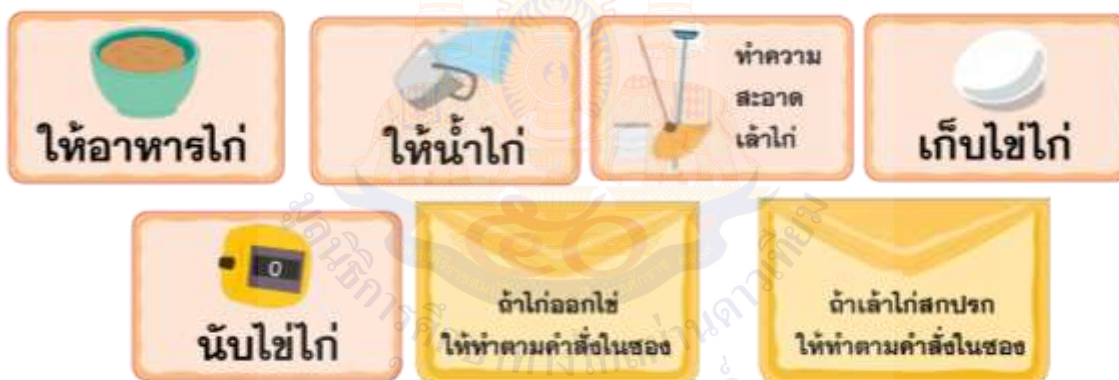 ให้อาหารไก่
ให้น้ำไก่
ทำความ
สะอาด
เล้าไก่
เก็บไข่ไก่
0
นับไข่ไก่
ถ้าไก่ออกไข่
ให้ทำตามคำสั่งในซอง
ถ้าเล้าไก่สกปรก
ให้ทำตามคำสั่งในซอง